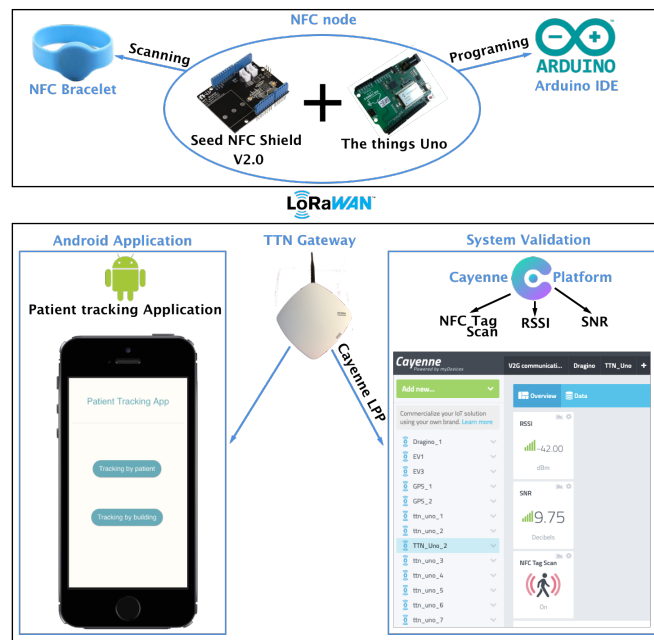 NFC node
Scanning
Programing
NFC Bracelet
Seed NFC Shield
V2.0
The things Uno
ARDUINO
Arduino IDE
LoRaWAN
Android Application
Patient tracking Application
Patient Tracking App
Tracking by patient
Tracking by building
TTN Gateway
Cayenne LPP
System Validation
Cayenne Platform
NFC Tag
Scan
RSSI
SNR
Cayenne
Powered by myDevices
V2G communicati...
Dragino
TTN_Uno
+
Add new...
Commercialize your IoT solution
using your own brand. Learn more
Dragino_1
EV1
EV3
GPS_1
GPS_2
ttn_uno_1
ttn_uno_2
TTN_Uno_2
ttn_uno_3
ttn_uno_4
ttn_uno_5
ttn_uno_6
ttn_uno_7
Overview
Data
RSSI
-42.00
dBm
SNR
9.75
Decibels
NFC Tag Scan
On